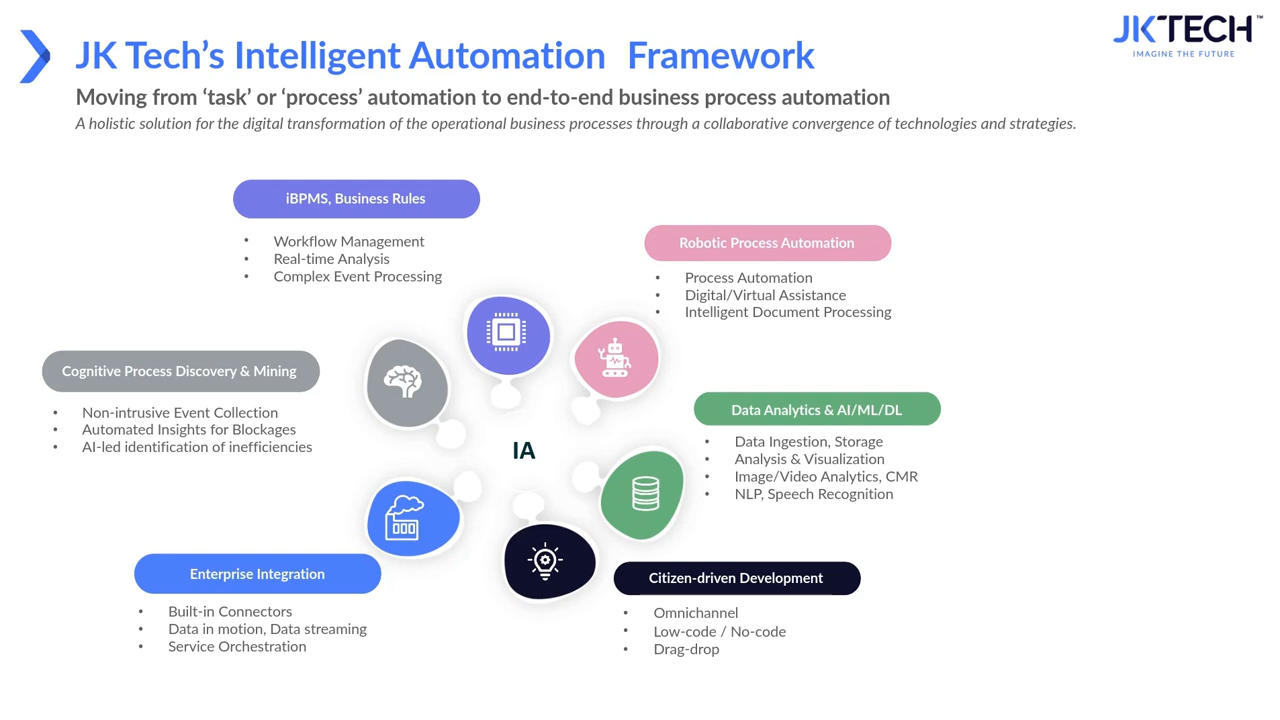 JKTECH™
IMAGINE THE FUTURE
JK Tech’s Intelligent Automation Framework
Moving from ‘task’ or ‘process’ automation to end-to-end business process automation
A holistic solution for the digital transformation of the operational business processes through a collaborative convergence of technologies and strategies.
iBPMS, Business Rules
• Workflow Management
• Real-time Analysis
• Complex Event Processing
Robotic Process Automation
• Process Automation
• Digital/Virtual Assistance
• Intelligent Document Processing
Cognitive Process Discovery & Mining
• Non-intrusive Event Collection
• Automated Insights for Blockages
• AI-led identification of inefficiencies
IA
Data Analytics & AI/ML/DL
• Data Ingestion, Storage
• Analysis & Visualization
• Image/Video Analytics, CMR
• NLP, Speech Recognition
Enterprise Integration
• Built-in Connectors
• Data in motion, Data streaming
• Service Orchestration
Citizen-driven Development
• Omnichannel
• Low-code / No-code
• Drag-drop